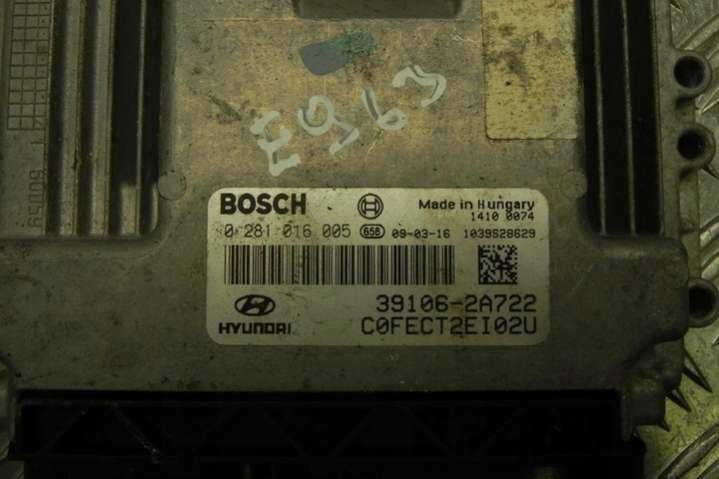 E963
BOSCH Made in Hungary
1410 0074
0 281 016 005 658 09-03-16 1039S28629
39106-2A722
HYUNDAI C0FECT2EI02U